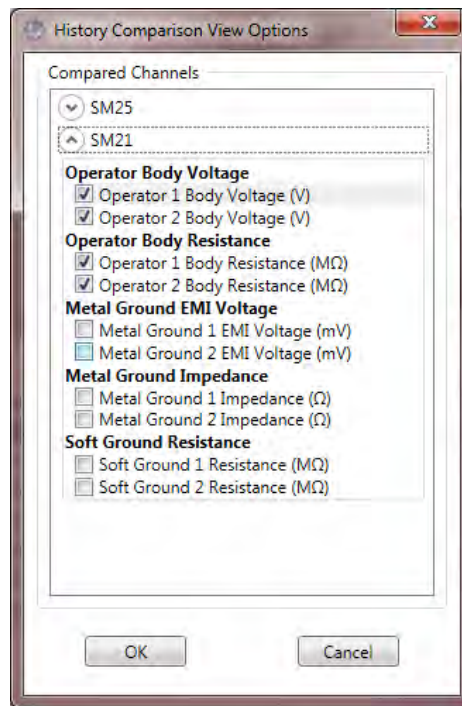 History Comparison View Options
Compared Channels
SM25
SM21
Operator Body Voltage
Operator 1 Body Voltage (V)
Operator 2 Body Voltage (V)
Operator Body Resistance
Operator 1 Body Resistance (MΩ)
Operator 2 Body Resistance (MΩ)
Metal Ground EMI Voltage
Metal Ground 1 EMI Voltage (mV)
Metal Ground 2 EMI Voltage (mV)
Metal Ground Impedance
Metal Ground 1 Impedance (Ω)
Metal Ground 2 Impedance (Ω)
Soft Ground Resistance
Soft Ground 1 Resistance (MΩ)
Soft Ground 2 Resistance (MΩ)
OK Cancel